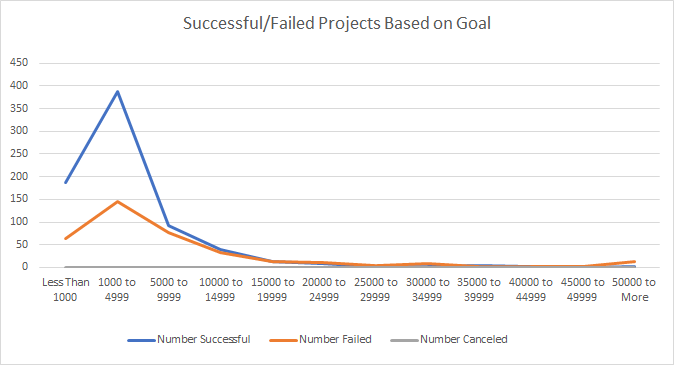 Successful/Failed Projects Based on Goal
450
400
350
300
250
200
150
100
50
0
Less Than 1000 to 5000 to 10000 to 15000 to 20000 to 25000 to 30000 to 35000 to 40000 to 45000 to 50000 to
1000 4999 9999 14999 19999 24999 29999 34999 39999 44999 49999 More
Number Successful Number Failed Number Canceled